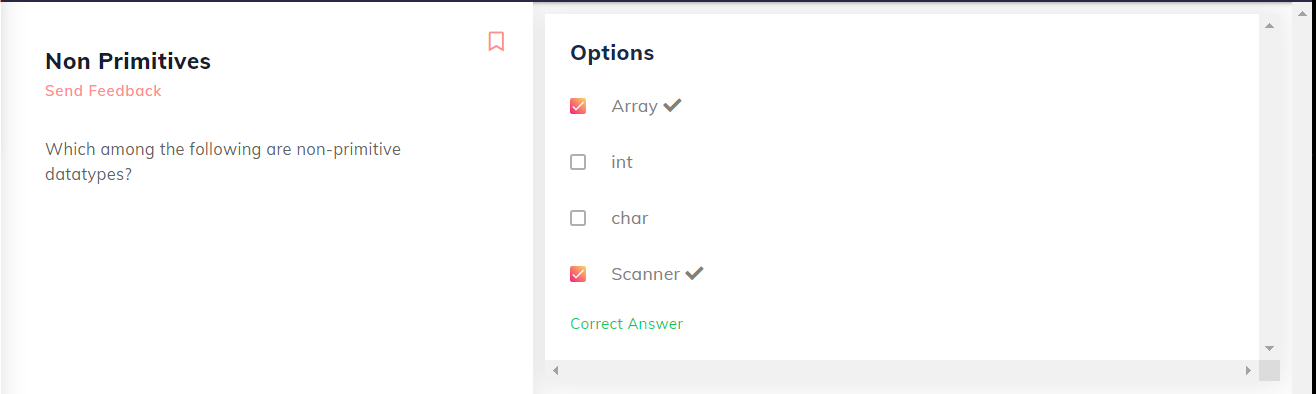 Non Primitives
Send Feedback
Which among the following are non-primitive
datatypes?
Options
Array
int
char
Scanner
Correct Answer